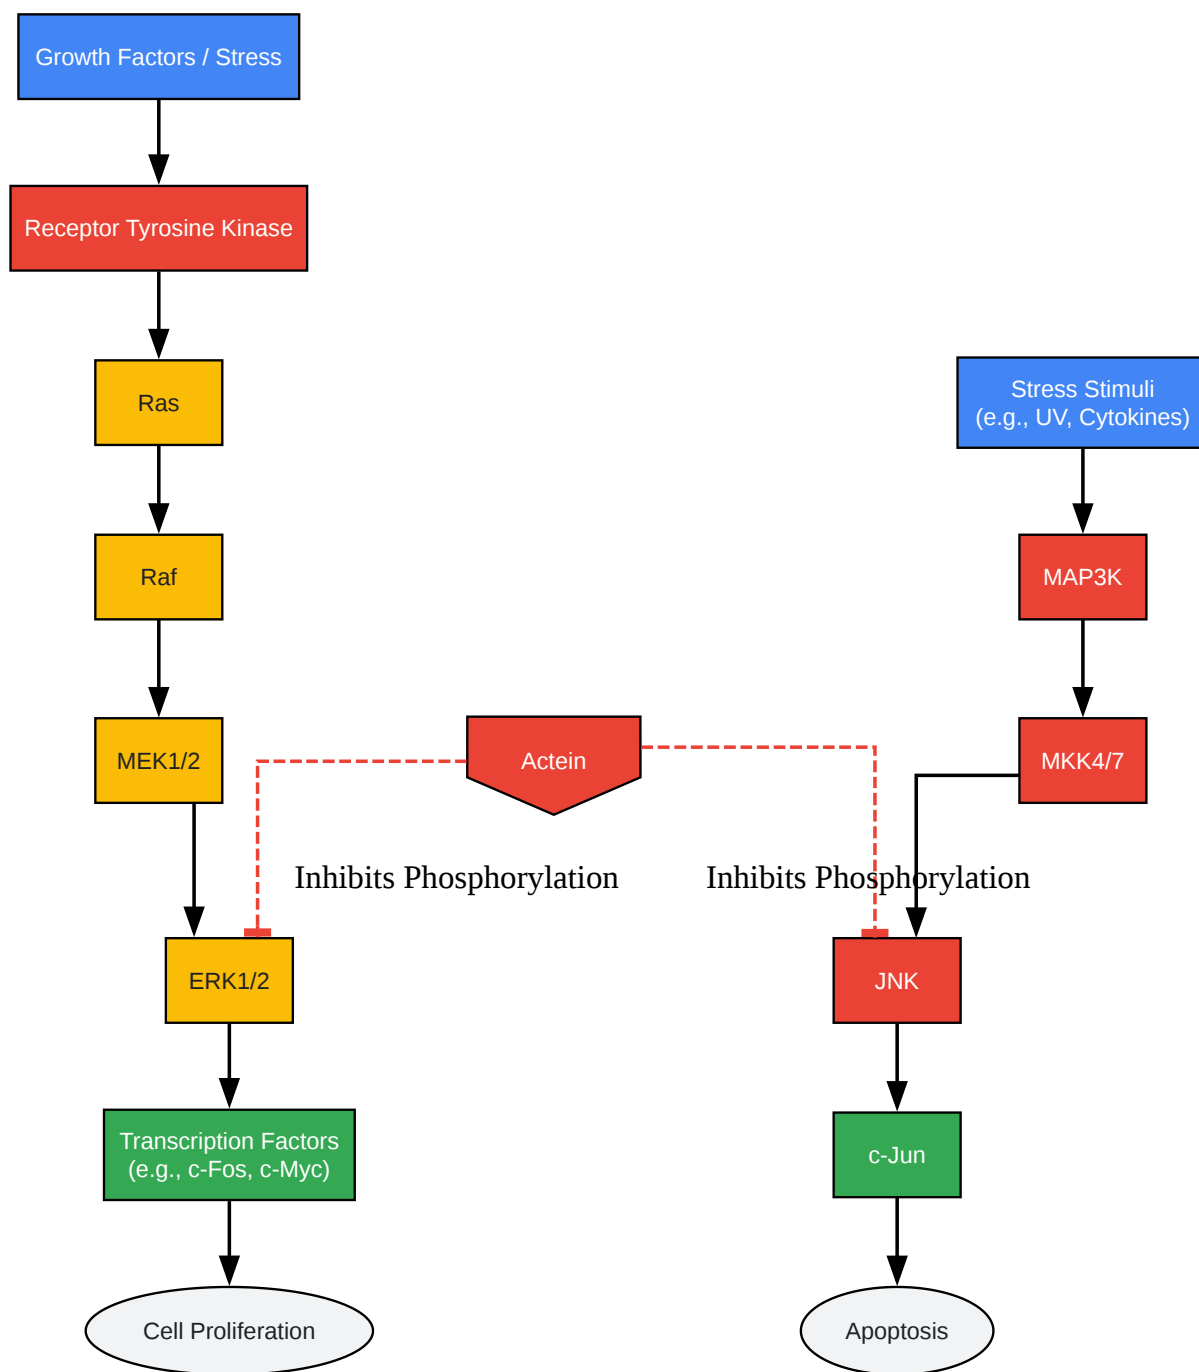 Growth Factors / Stress
Receptor Tyrosine Kinase
Ras
Stress Stimuli
(e.g., UV, Cytokines)
Raf
MAP3K
MEK1/2
Actein
MKK4/7
Inhibits Phosphorylation
Inhibits Phosphorylation
ERK1/2
JNK
Transcription Factors
(e.g., c-Fos, c-Myc)
c-Jun
Cell Proliferation
Apoptosis